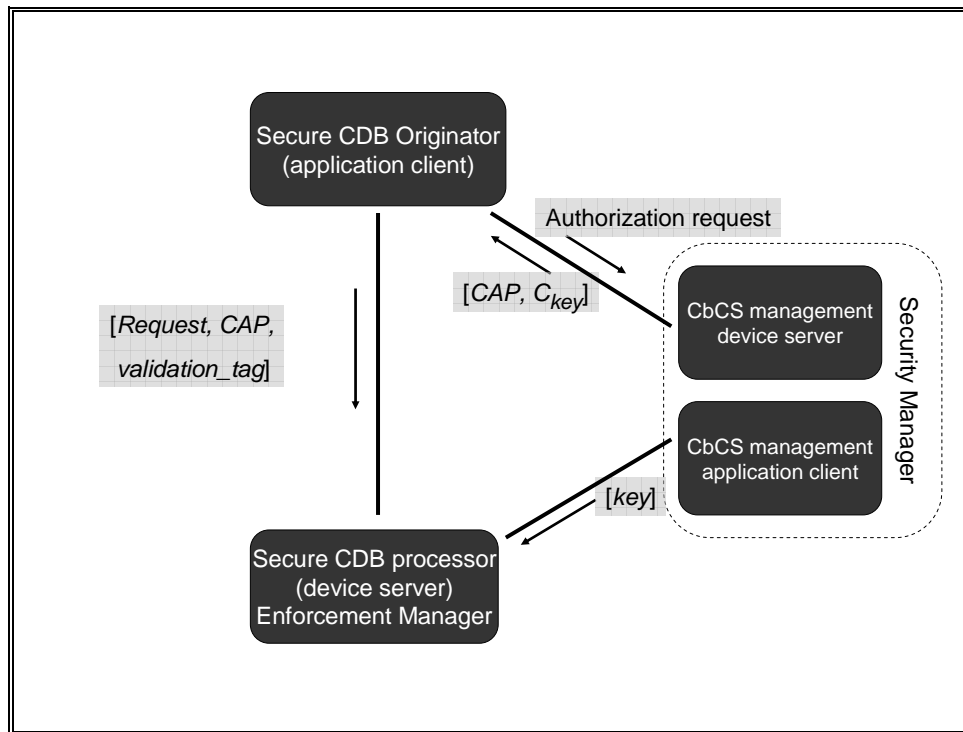 Secure CDB Originator
(application client)
Authorization request
[CAP, Ckey]
CbCS management
device server
Security Manager
[Request, CAP,
validation_tag]
CbCS management
application client
[key]
Secure CDB processor
(device server)
Enforcement Manager